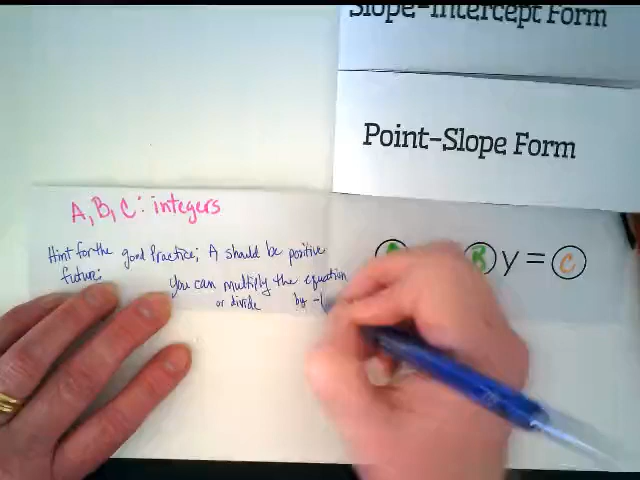 Slope-Intercept Form
Point-Slope Form
A, B, C: integers
Hint for the good Practice; A should be positive
future: You can multiply the equation
or divide by -1
B y = C